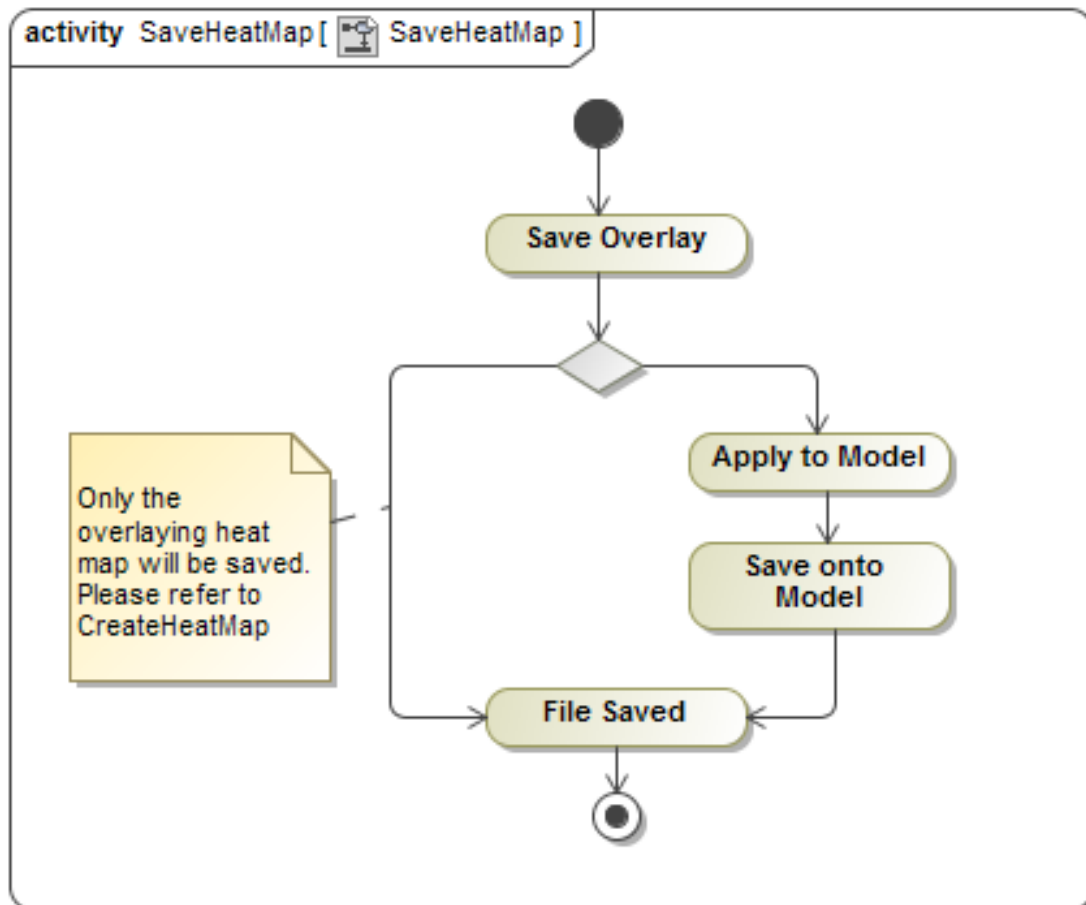 activity SaveHeatMap [ SaveHeatMap ]
Save Overlay
Apply to Model
Only the
overlaying heat
map will be saved.
Please refer to
CreateHeatMap
Save onto
Model
File Saved